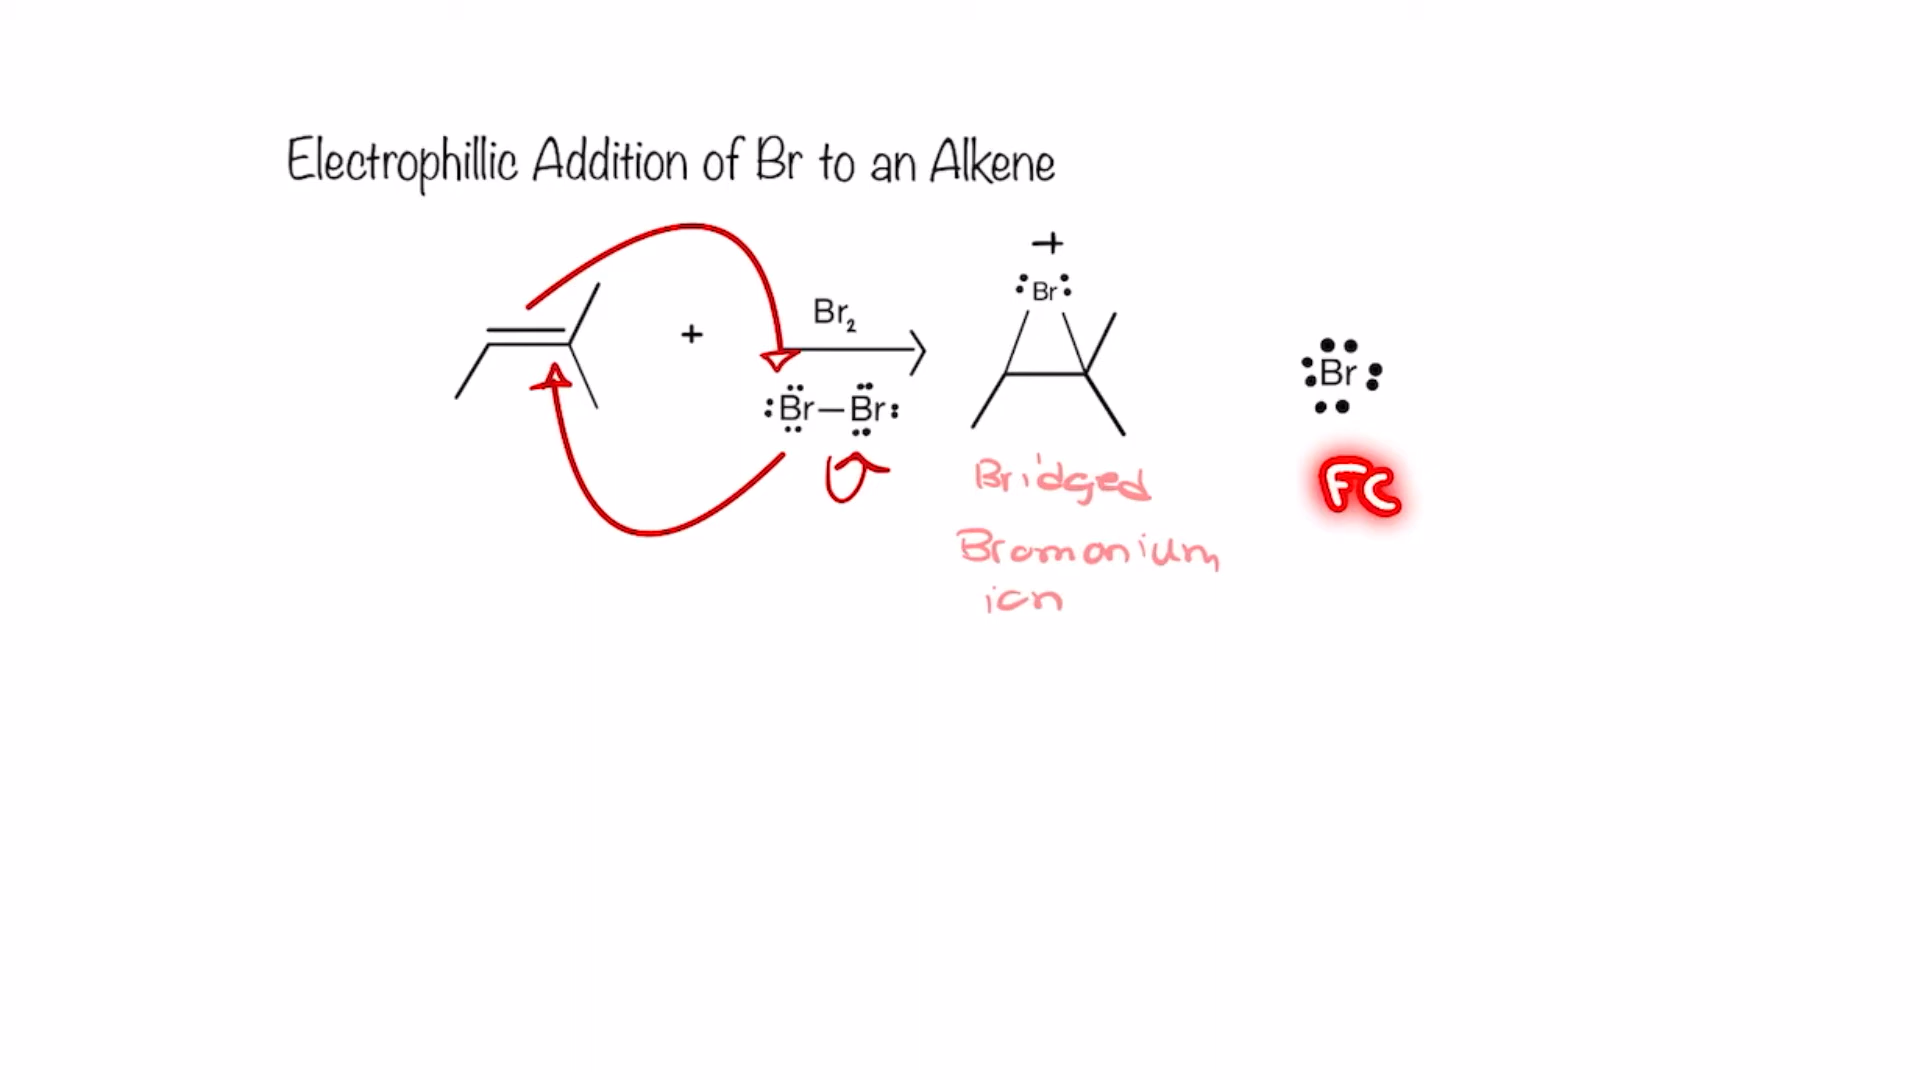 Electrophillic Addition of Br to an Alkene
+
Br₂
+
:Br:
:Br—Br:
:Br:
Bridged
Bromonium
ion
FC